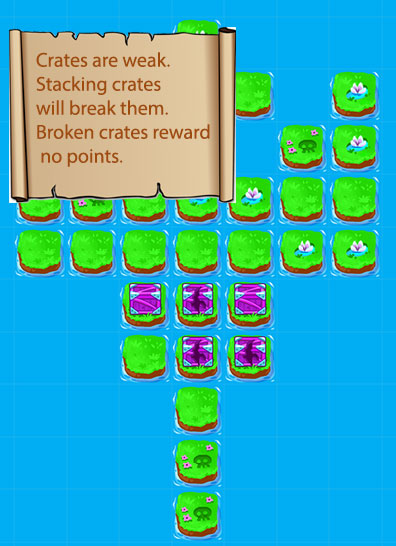 Crates are weak.
Stacking crates
will break them.
Broken crates reward
no points.